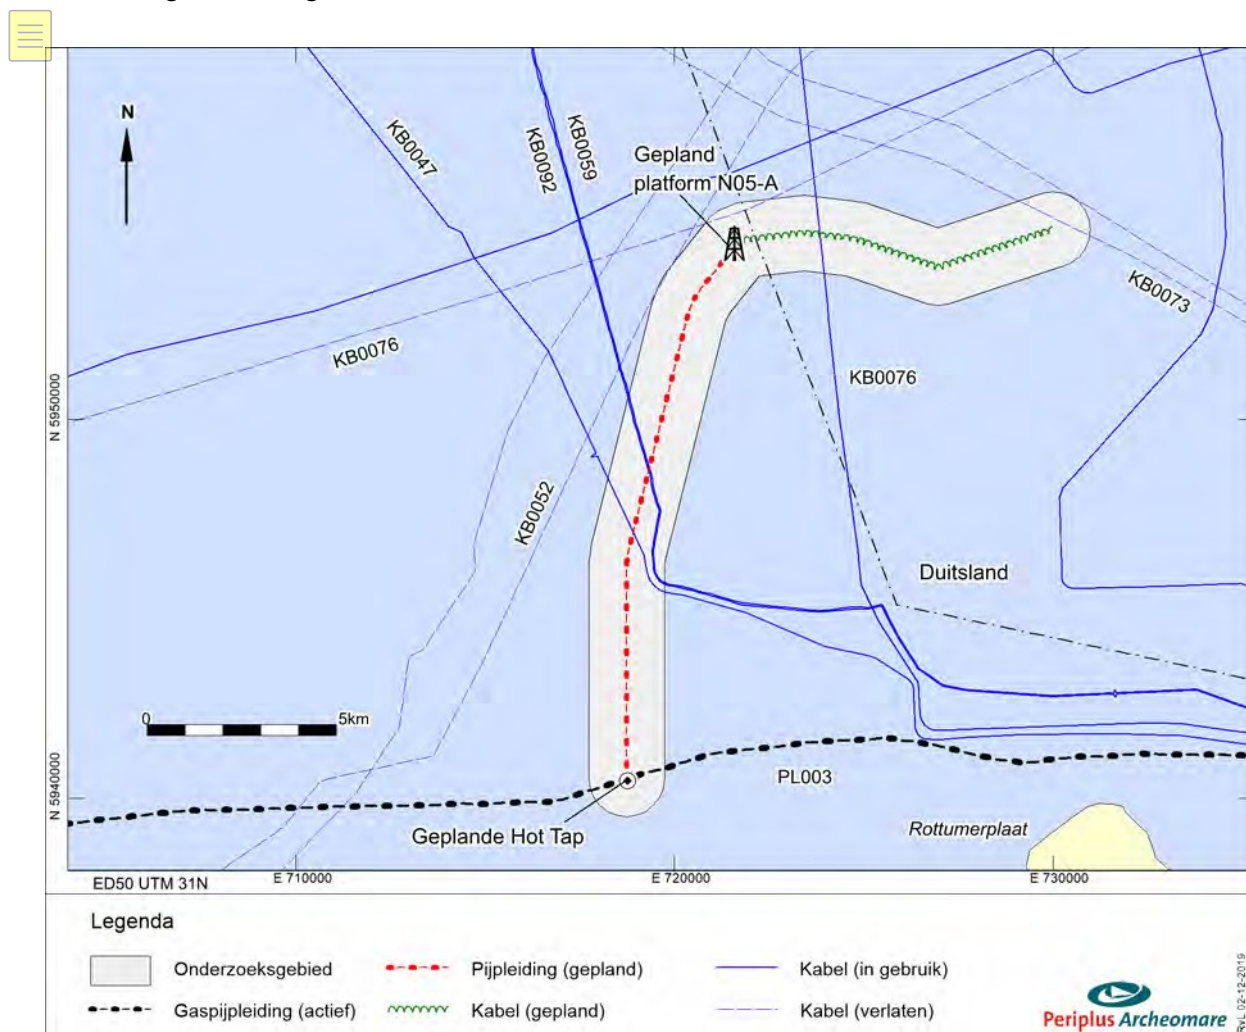 N
KB0047
KB0092
KB0059
Gepland
platform N05-A
KB0073
KB0076
KB0076
N 5950000
KB0052
Duitsland
0
5km
PL003
N 5940000
Geplande Hot Tap
Rottumerplaat
ED50 UTM 31N
E 710000
E 720000
E 730000
Legenda
Onderzoeksgebied
Pijpleiding (gepland)
Kabel (in gebruik)
Gaspijpleiding (actief)
Kabel (gepland)
Kabel (verlaten)
Periplus Archeomare
02-12-2019